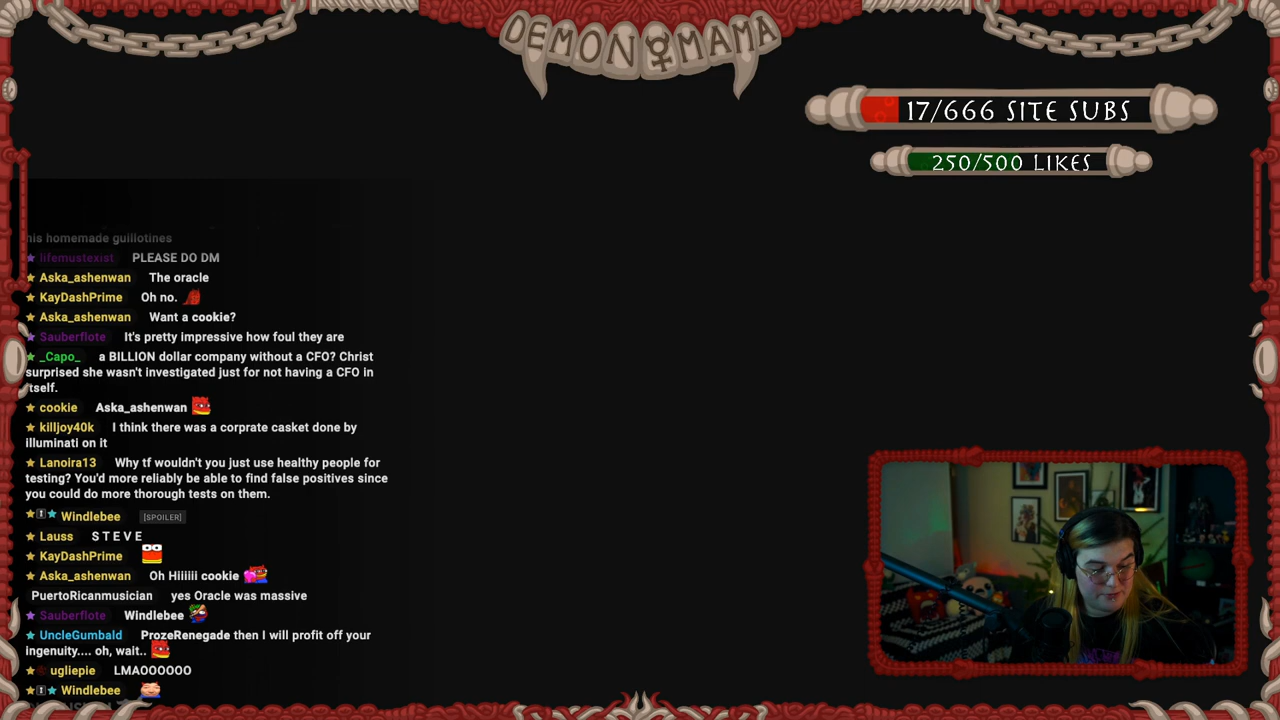 DEMON MAMA
17/666 SITE SUBS
250/500 LIKES
his homemade guillotines
lifemustexist PLEASE DO DM
Aska_ashenwan The oracle
KayDashPrime Oh no.
Aska_ashenwan Want a cookie?
Sauberflote It's pretty impressive how foul they are
_Capo_ a BILLION dollar company without a CFO? Christ
surprised she wasn't investigated just for not having a CFO in
itself.
cookie Aska_ashenwan
killjoy40k I think there was a corprate casket done by
illuminati on it
Lanoira13 Why tf wouldn't you just use healthy people for
testing? You'd more reliably be able to find false positives since
you could do more thorough tests on them.
Windlebee [SPOILER]
Lauss S T E V E
KayDashPrime
Aska_ashenwan Oh Hiiiiii cookie
PuertoRicanmusician yes Oracle was massive
Sauberflote Windlebee
UncleGumbald ProzeRenegade then I will profit off your
ingenuity.... oh, wait..
ugliepie LMAOOOOOO
Windlebee